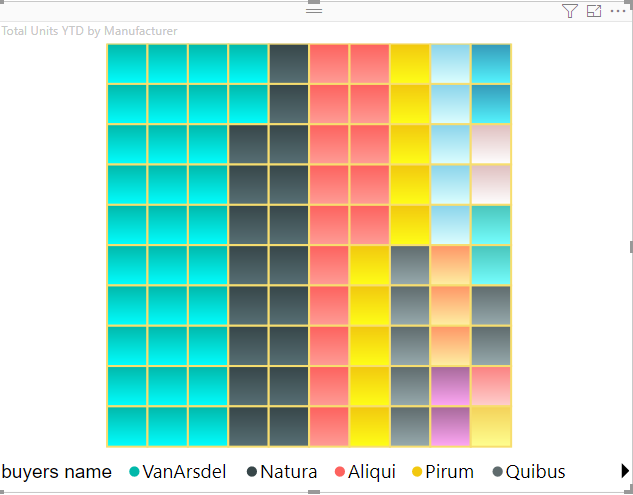 Total Units YTD by Manufacturer
buyers name VanArsdel Natura Aliqui Pirum Quibus